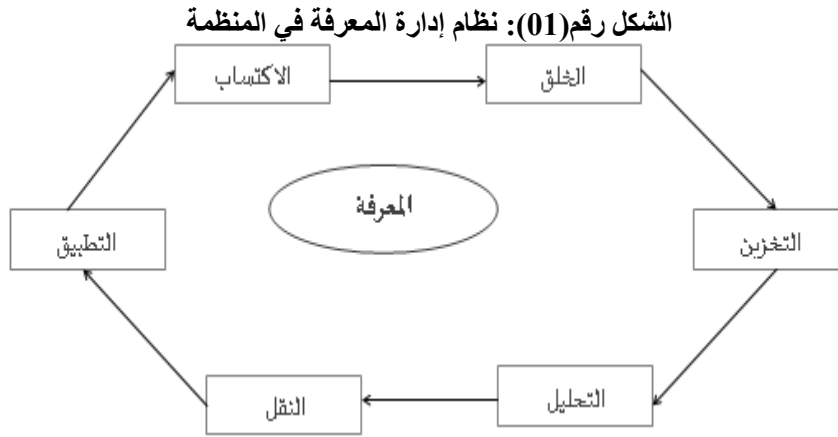 الشكل رقم(01): نظام إدارة المعرفة في المنظمة
الاكتساب
الخلق
المعرفة
التطبيق
التخزين
النقل
التحليل